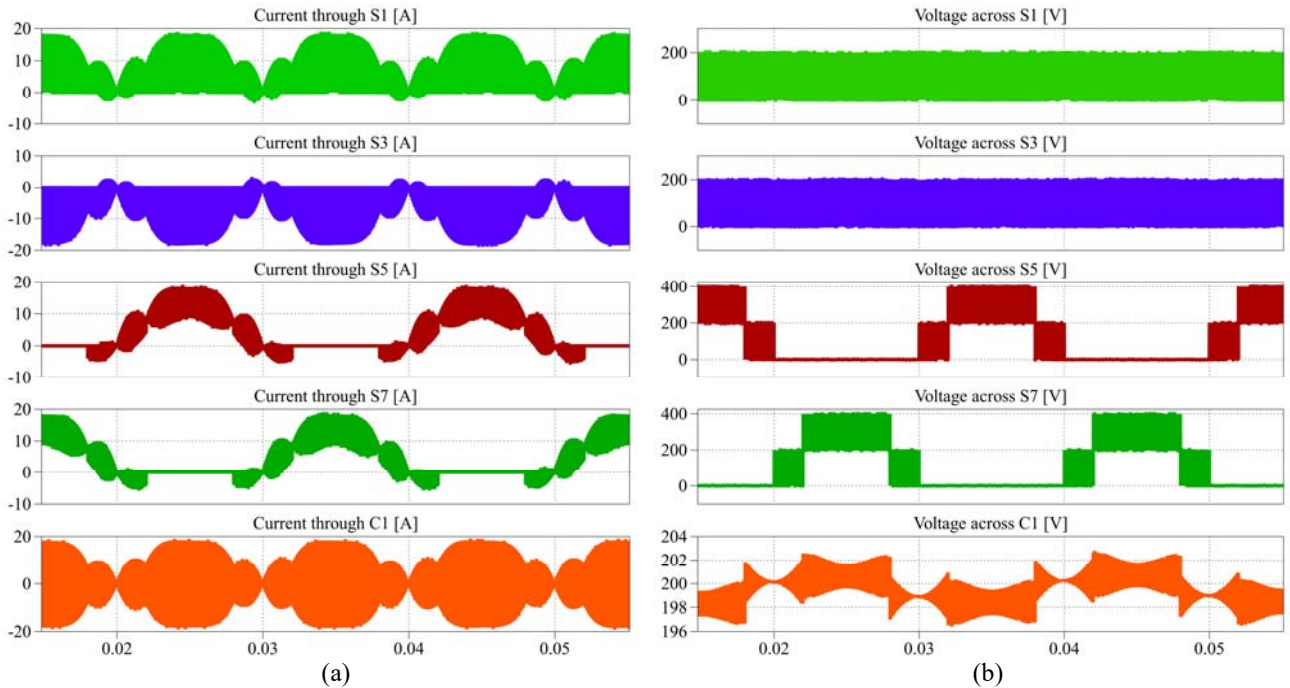 Current through S1 [A]
20
10
0
-10
Current through S3 [A]
10
0
-10
-20
Current through S5 [A]
20
10
0
-10
Current through S7 [A]
20
10
0
-10
Current through C1 [A]
20
0
-20
0.02 0.03 0.04 0.05
(a)
Voltage across S1 [V]
200
0
Voltage across S3 [V]
200
0
Voltage across S5 [V]
400
200
0
Voltage across S7 [V]
400
200
0
Voltage across C1 [V]
204
202
200
198
196
0.02 0.03 0.04 0.05
(b)